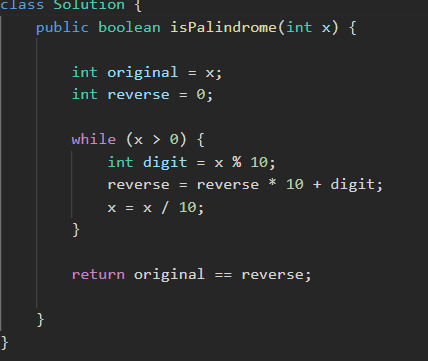 class Solution {
    public boolean isPalindrome(int x) {
        int original = x;
        int reverse = 0;
        while (x > 0) {
            int digit = x % 10;
            reverse = reverse * 10 + digit;
            x = x / 10;
        }
        return original == reverse;
    }
}